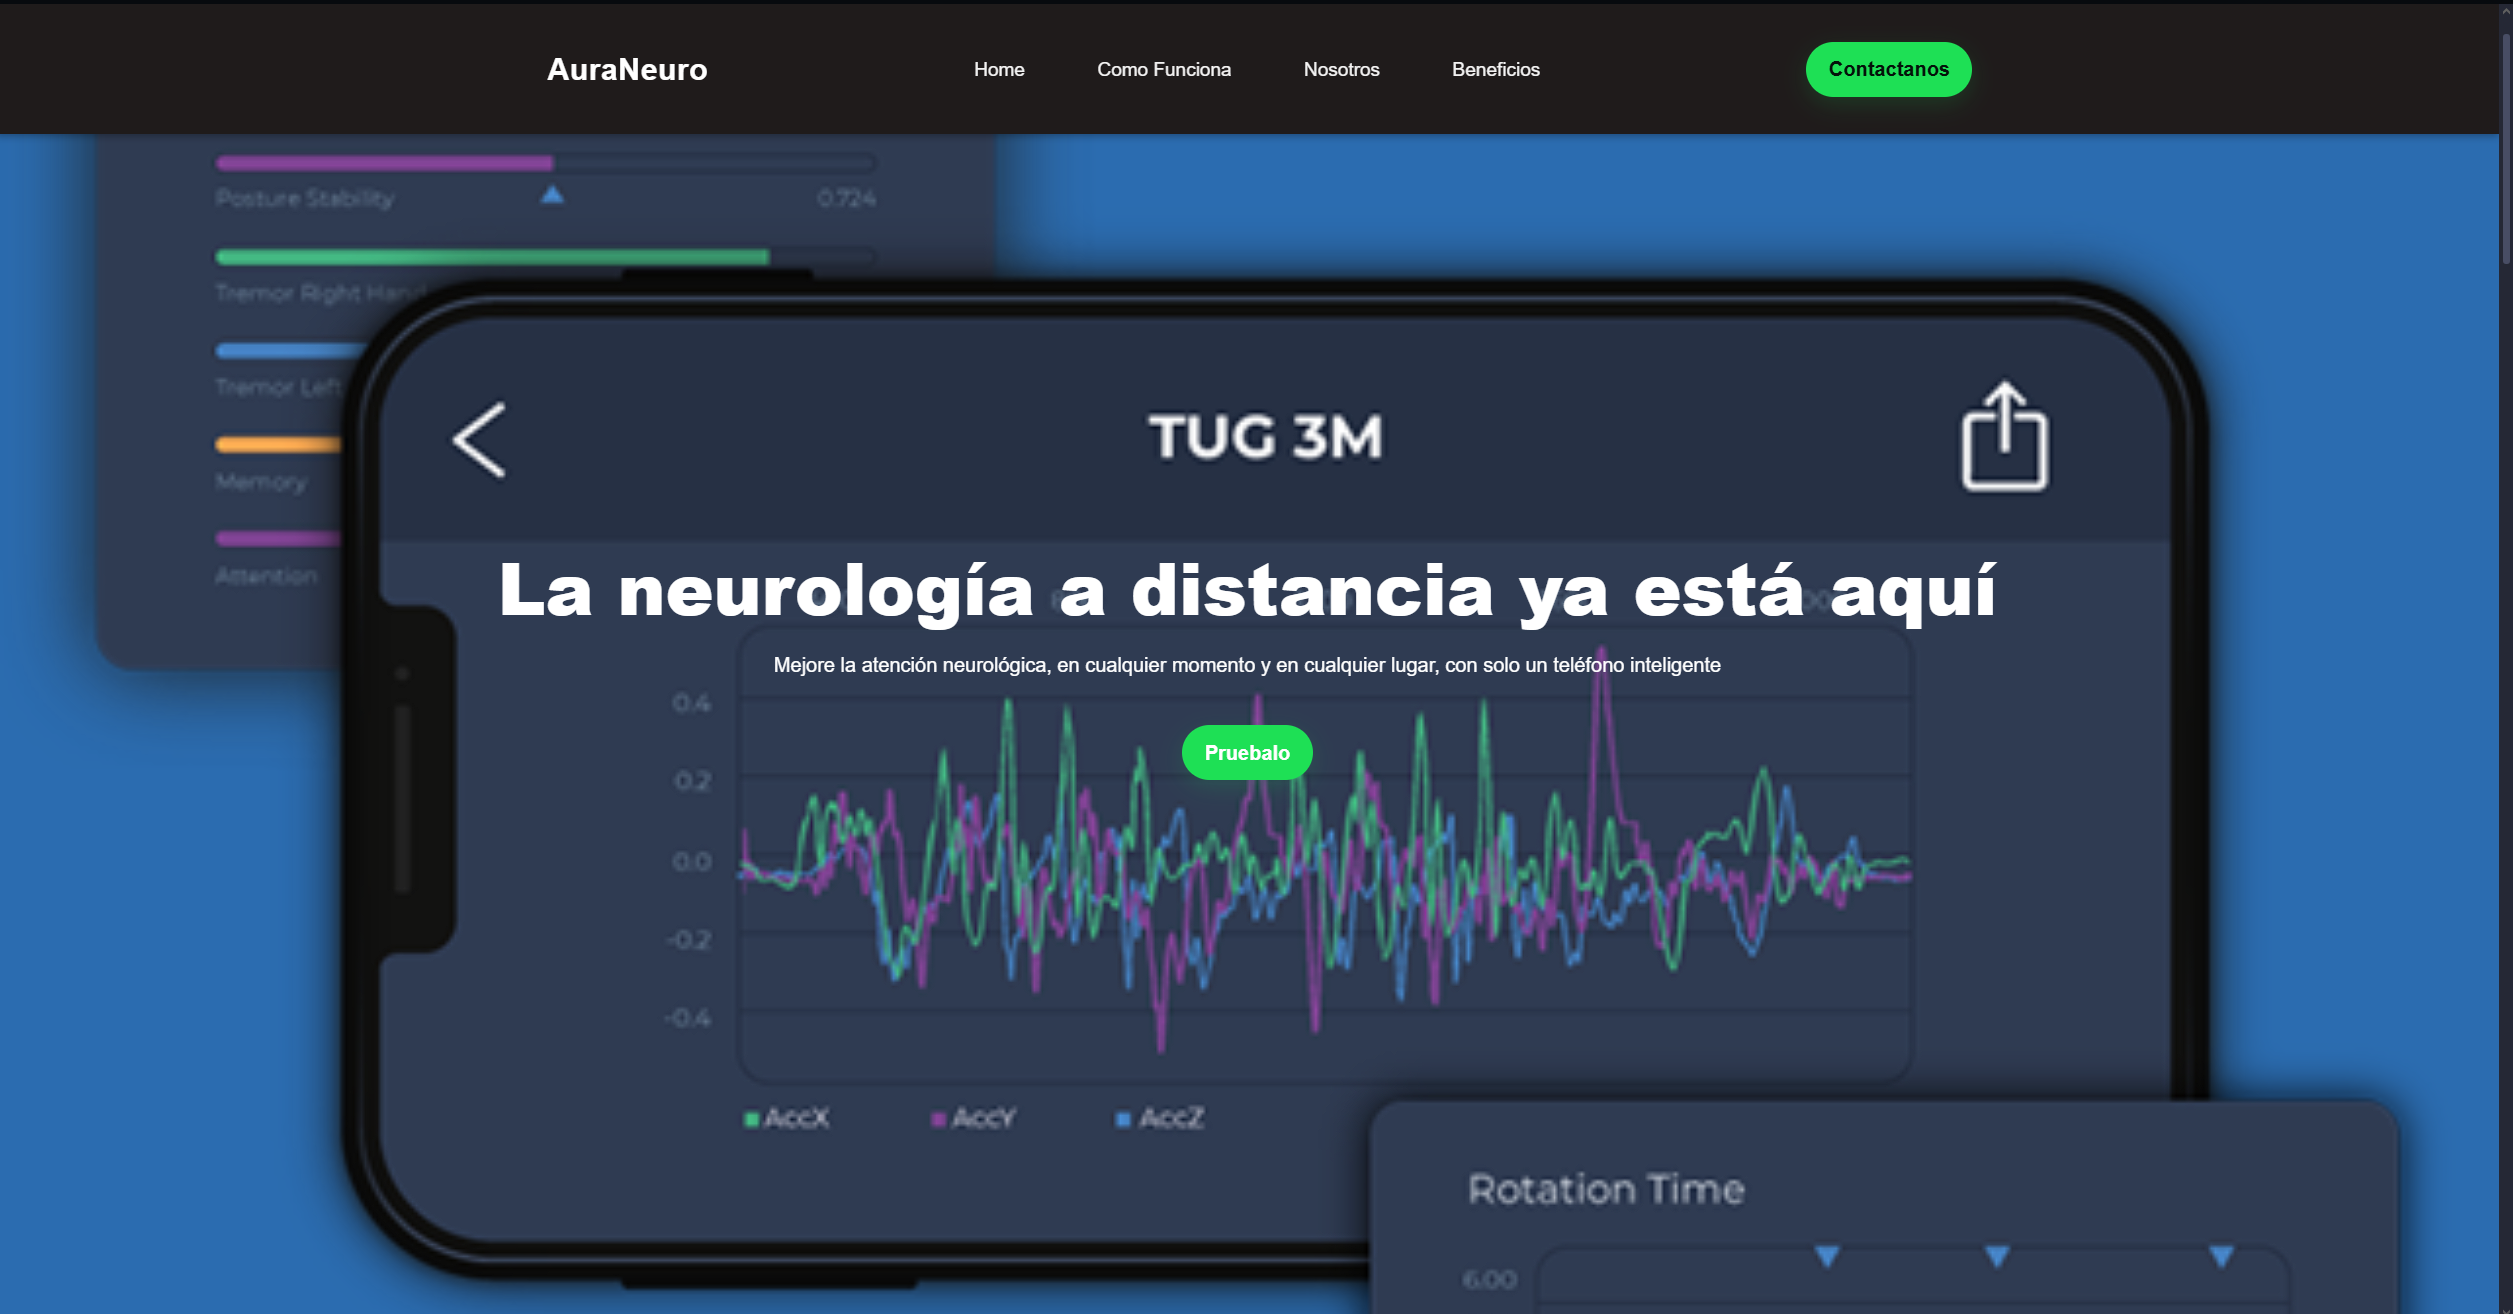 AuraNeuro
Home
Como Funciona
Nosotros
Beneficios
Contactanos
Posture Stability
0.724
Tremor Right Hand
Tremor Left
Memory
Attention
TUG 3M
La neurología a distancia ya está aquí
Mejore la atención neurológica, en cualquier momento y en cualquier lugar, con solo un teléfono inteligente
Pruebalo
0.4
0.2
0.0
-0.2
-0.4
AccX
AccY
AccZ
Rotation Time
6.00